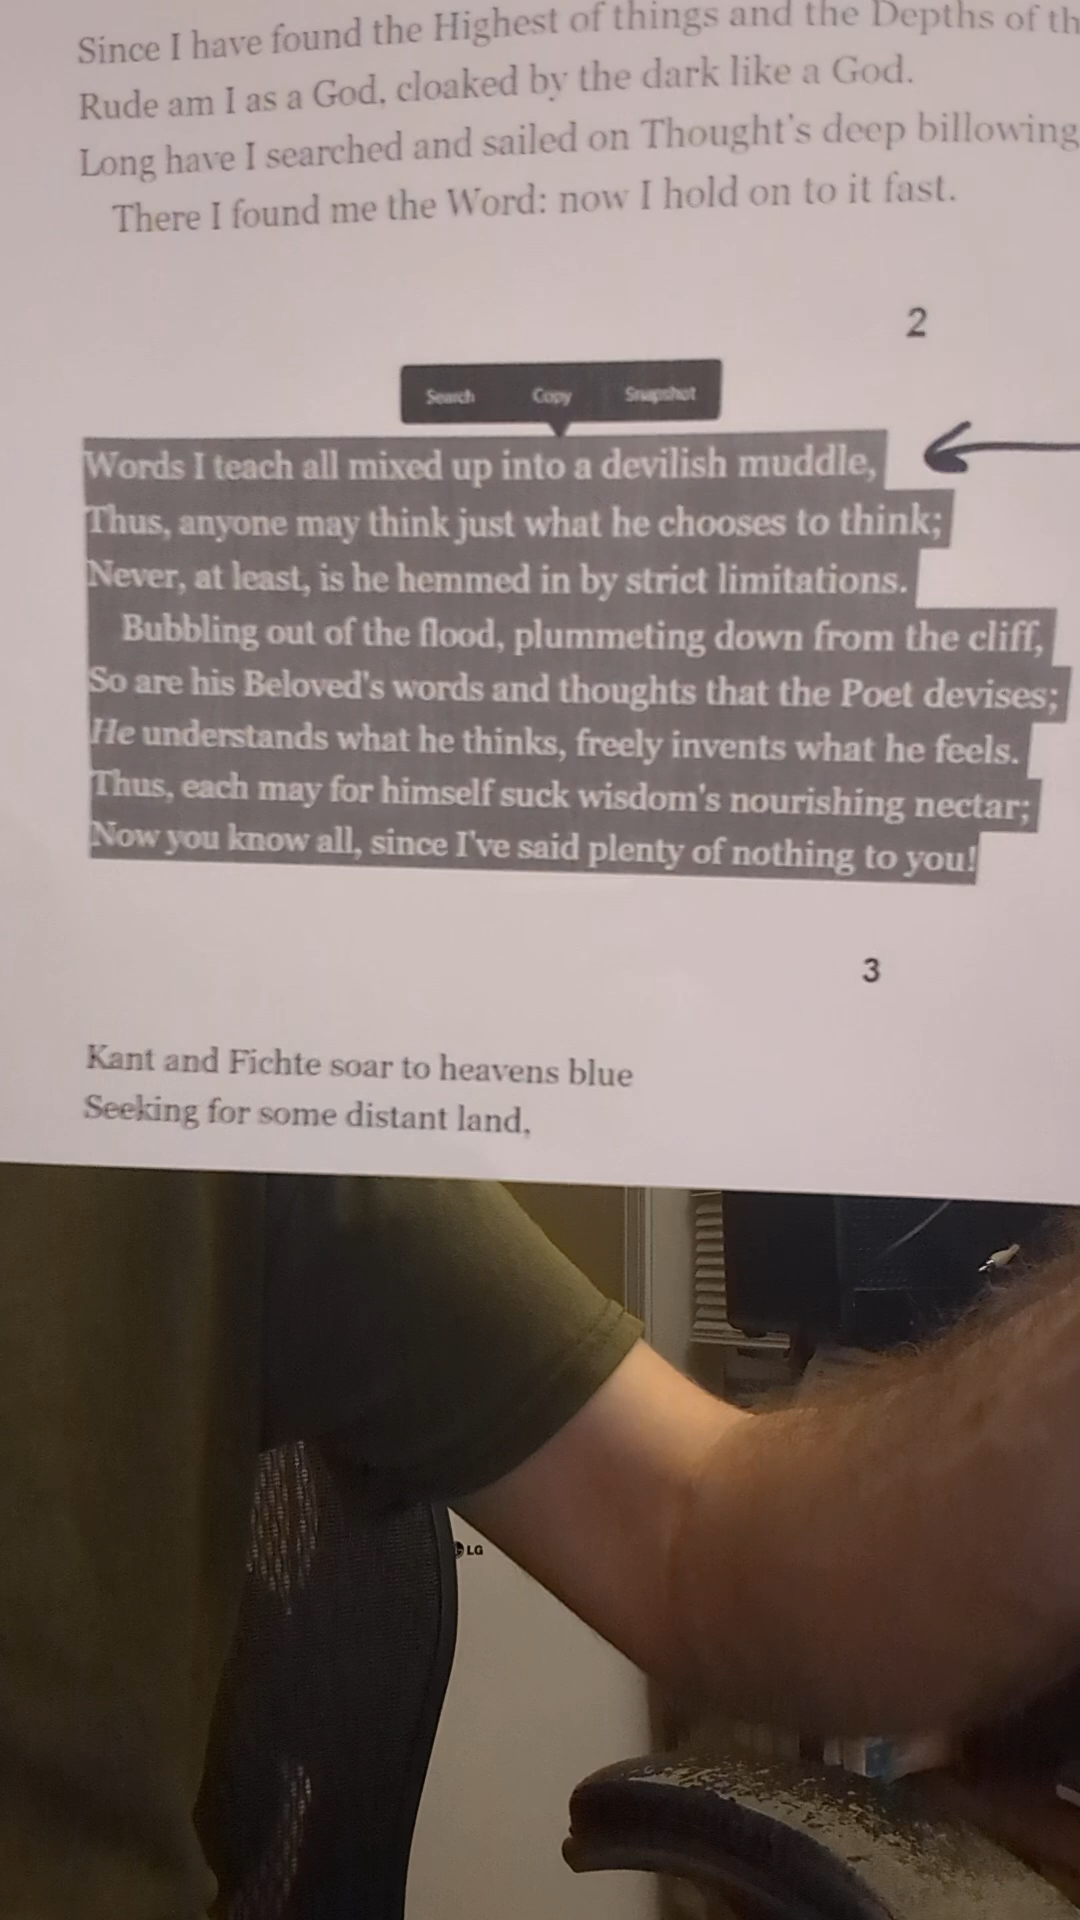 Since I have found the Highest of things and the Depths of th
Rude am I as a God, cloaked by the dark like a God.
Long have I searched and sailed on Thought's deep billowing
There I found me the Word: now I hold on to it fast.
2
Search Copy Snapshot
Words I teach all mixed up into a devilish muddle,
Thus, anyone may think just what he chooses to think;
Never, at least, is he hemmed in by strict limitations.
Bubbling out of the flood, plummeting down from the cliff,
So are his Beloved's words and thoughts that the Poet devises;
He understands what he thinks, freely invents what he feels.
Thus, each may for himself suck wisdom's nourishing nectar;
Now you know all, since I've said plenty of nothing to you!
3
Kant and Fichte soar to heavens blue
Seeking for some distant land,
LG